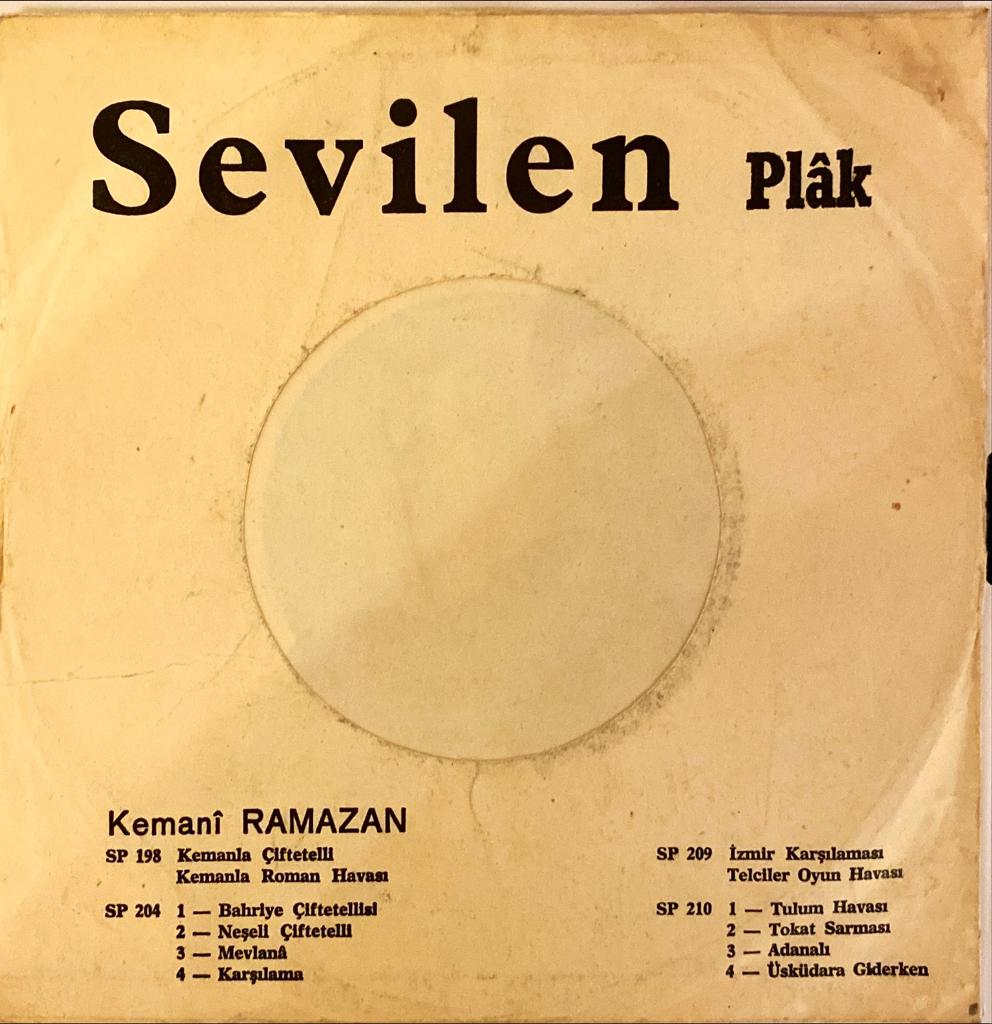 Sevilen Plâk
Kemanî RAMAZAN
SP 198 Kemanla Çiftetelli
Kemanla Roman Havası
SP 204 1 — Bahriye Çiftetellisi
2 — Neşeli Çiftetelli
3 — Mevlanâ
4 — Karşılama
SP 209 İzmir Karşılaması
Telciler Oyun Havası
SP 210 1 — Tulum Havası
2 — Tokat Sarması
3 — Adanalı
4 — Üsküdara Giderken